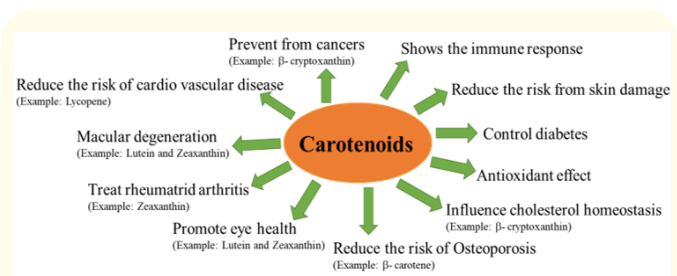 Prevent from cancers
(Example: β- cryptoxanthin)
Shows the immune response
Reduce the risk of cardio vascular disease
(Example: Lycopene)
Reduce the risk from skin damage
Macular degeneration
(Example: Lutein and Zeaxanthin)
Carotenoids
Control diabetes
Antioxidant effect
Treat rheumatrid arthritis
(Example: Zeaxanthin)
Influence cholesterol homeostasis
(Example: β- cryptoxanthin)
Promote eye health
(Example: Lutein and Zeaxanthin)
Reduce the risk of Osteoporosis
(Example: β- carotene)